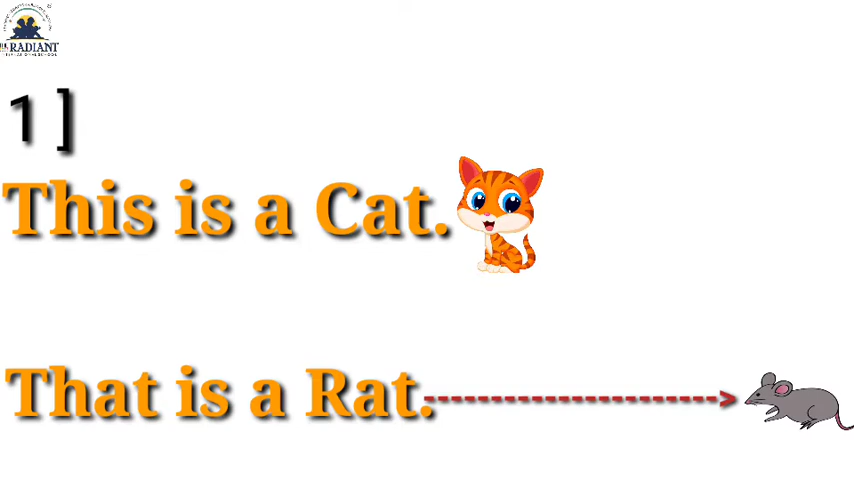 RADIANT
1]
This is a Cat.
That is a Rat.